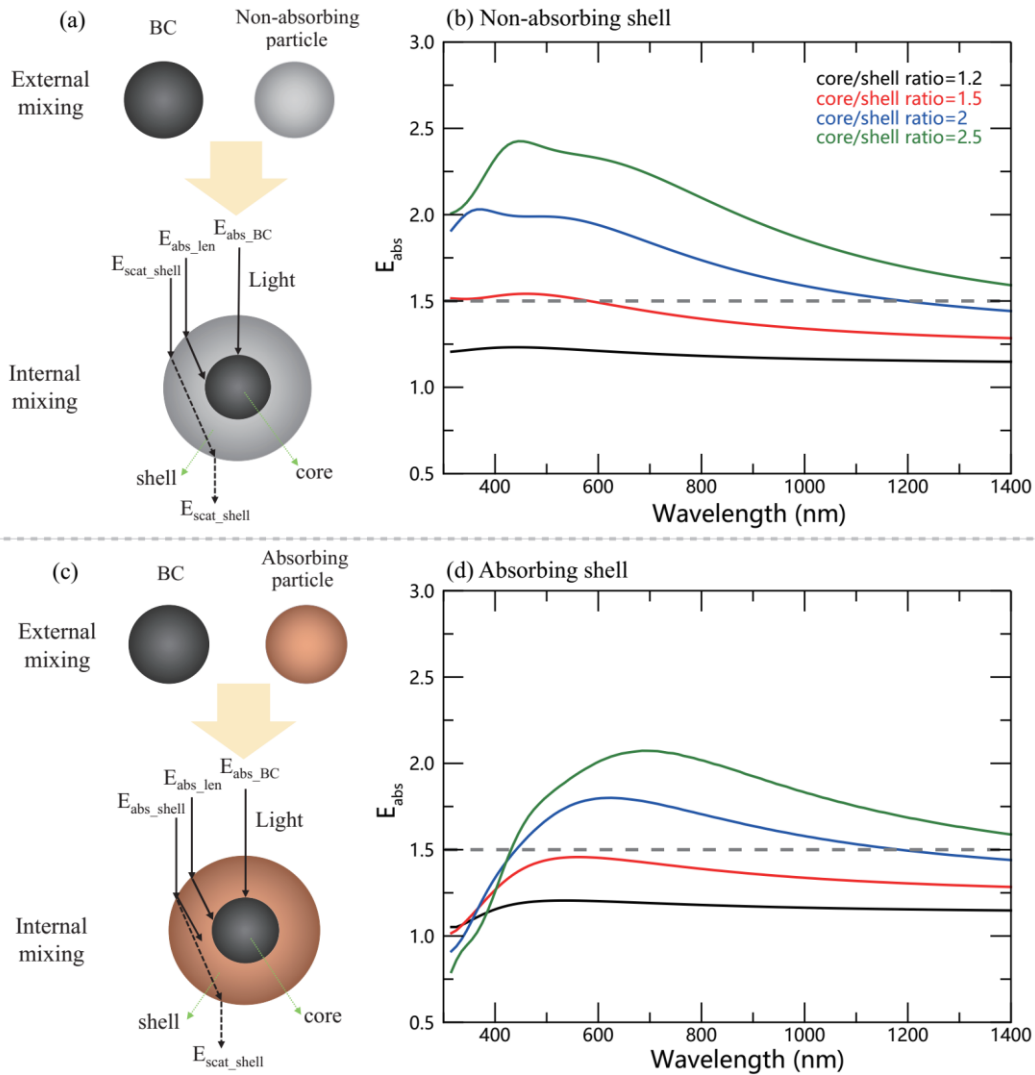 (a)
BC
Non-absorbing
particle
External
mixing
E_abs_BC
E_abs_len
E_scat_shell
Light
Internal
mixing
shell
core
E_scat_shell
(b) Non-absorbing shell
3.0
2.5
2.0
1.5
1.0
0.5
E_abs
core/shell ratio=1.2
core/shell ratio=1.5
core/shell ratio=2
core/shell ratio=2.5
400 600 800 1000 1200 1400
Wavelength (nm)
(c)
BC
Absorbing
particle
External
mixing
E_abs_BC
E_abs_len
E_abs_shell
Light
Internal
mixing
shell
core
E_scat_shell
(d) Absorbing shell
3.0
2.5
2.0
1.5
1.0
0.5
E_abs
400 600 800 1000 1200 1400
Wavelength (nm)